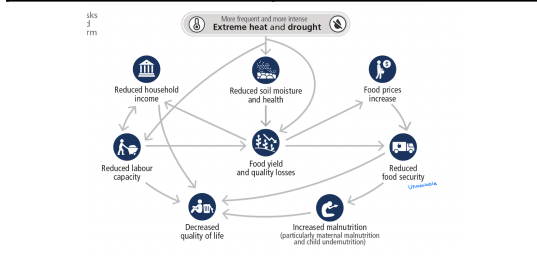 sks
d
rm
More frequent and more intense
Extreme heat and drought
Reduced household
income
Reduced soil moisture
and health
Food prices
increase
Reduced labour
capacity
Food yield
and quality losses
Reduced
food security
Decreased
quality of life
Increased malnutrition
(particularly maternal malnutrition
and child undernutrition)